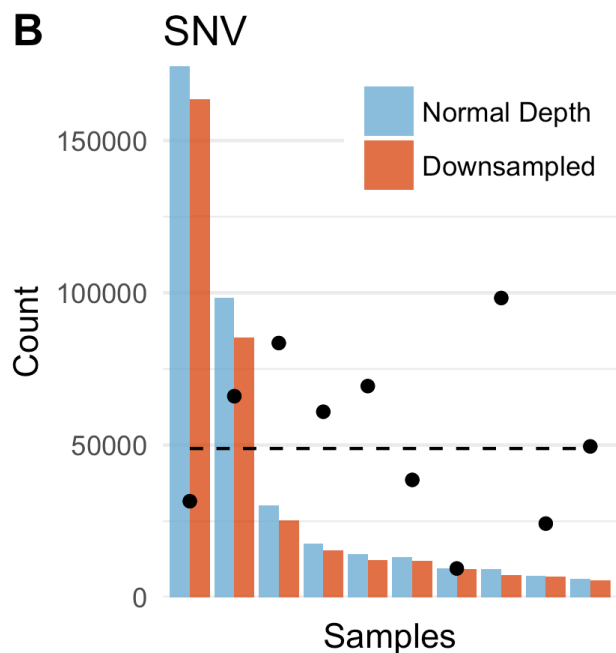 B SNV
Normal Depth
Downsampled
150000
100000
50000
0
Count
Samples